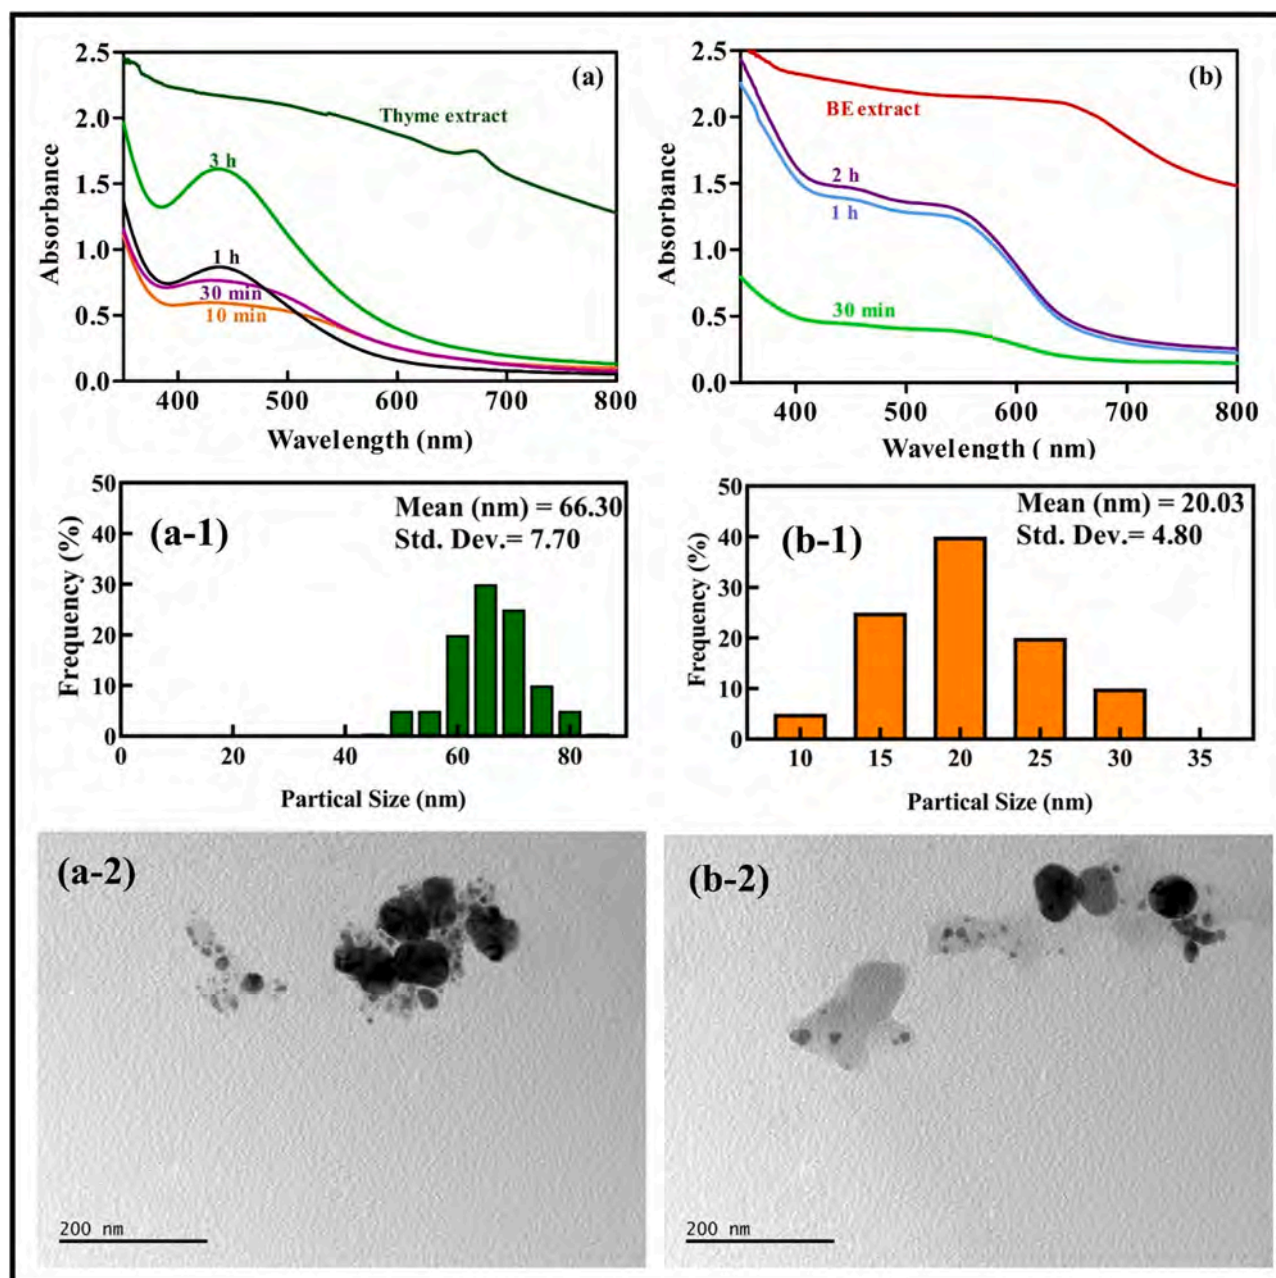 (a)
2.5
2.0
1.5
1.0
0.5
0.0
Absorbance
Thyme extract
3 h
1 h
30 min
10 min
400 500 600 700 800
Wavelength (nm)
(b)
2.5
2.0
1.5
1.0
0.5
0.0
Absorbance
BE extract
2 h
1 h
30 min
400 500 600 700 800
Wavelength ( nm)
(a-1)
Mean (nm) = 66.30
Std. Dev.= 7.70
50
40
30
20
10
0
Frequency (%)
0 20 40 60 80
Partical Size (nm)
(b-1)
Mean (nm) = 20.03
Std. Dev.= 4.80
50
40
30
20
10
0
Frequency (%)
10 15 20 25 30 35
Partical Size (nm)
(a-2)
200 nm
(b-2)
200 nm